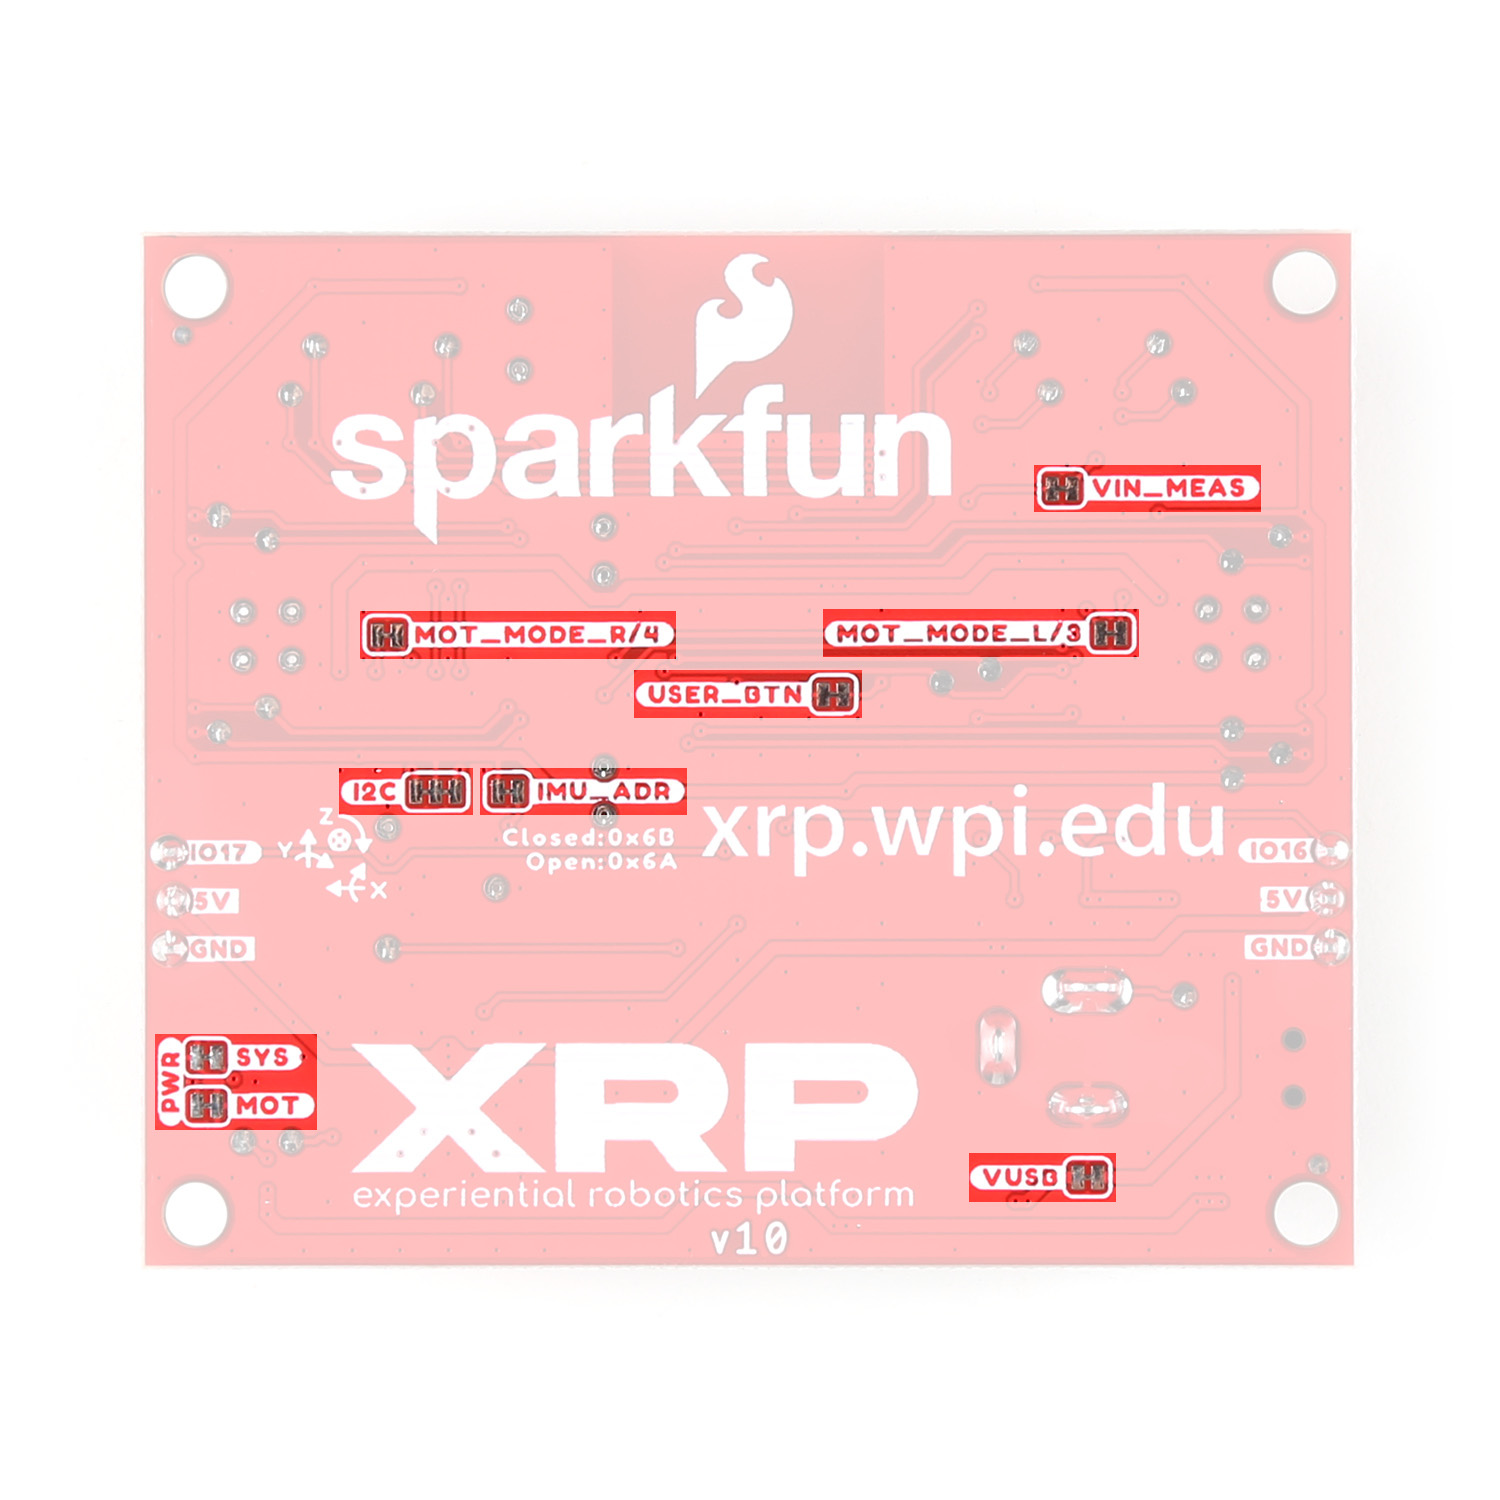 sparkfun
VIN_MEAS
MOT_MODE_R/4
MOT_MODE_L/3
USER_BTN
I2C
IMU_ADR
Closed:0x6B
Open:0x6A
xrp.wpi.edu
Z
Y
X
IO17
5V
GND
IO16
5V
GND
PWR
SYS
MOT
XRP
experiential robotics platform
VUSB
v10